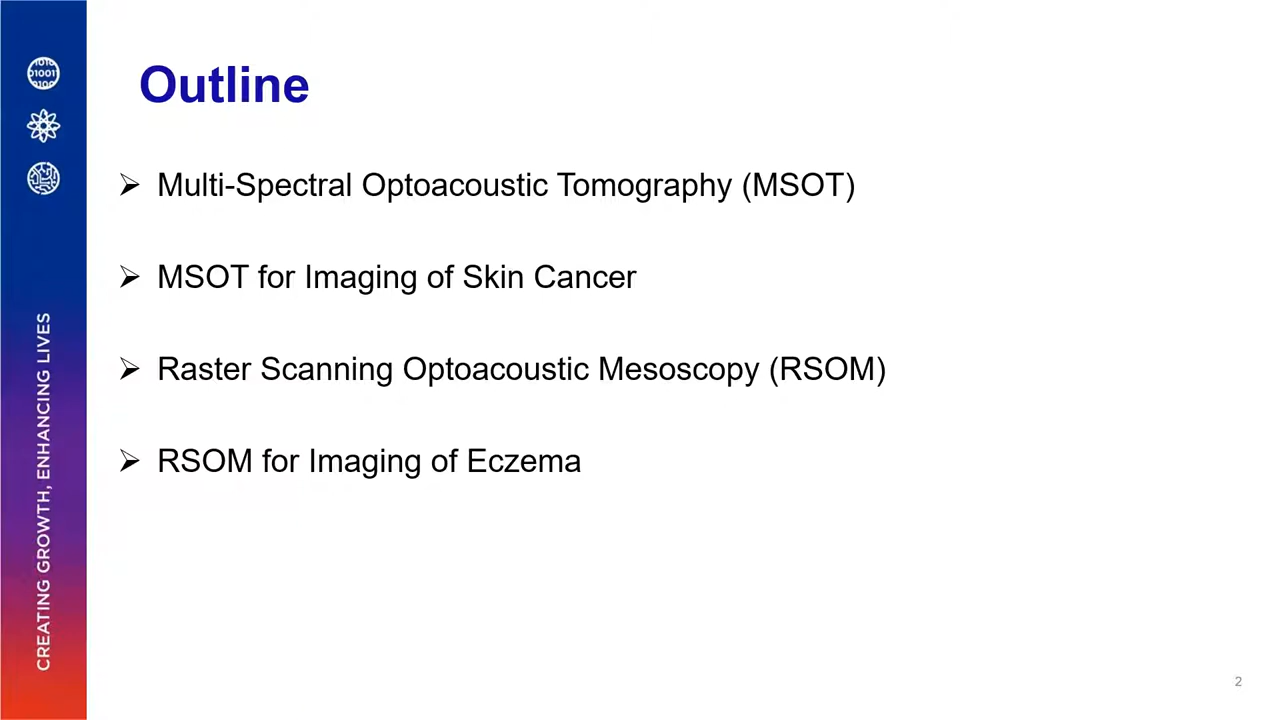 Outline
➢ Multi-Spectral Optoacoustic Tomography (MSOT)
➢ MSOT for Imaging of Skin Cancer
➢ Raster Scanning Optoacoustic Mesoscopy (RSOM)
➢ RSOM for Imaging of Eczema
CREATING GROWTH, ENHANCING LIVES
2